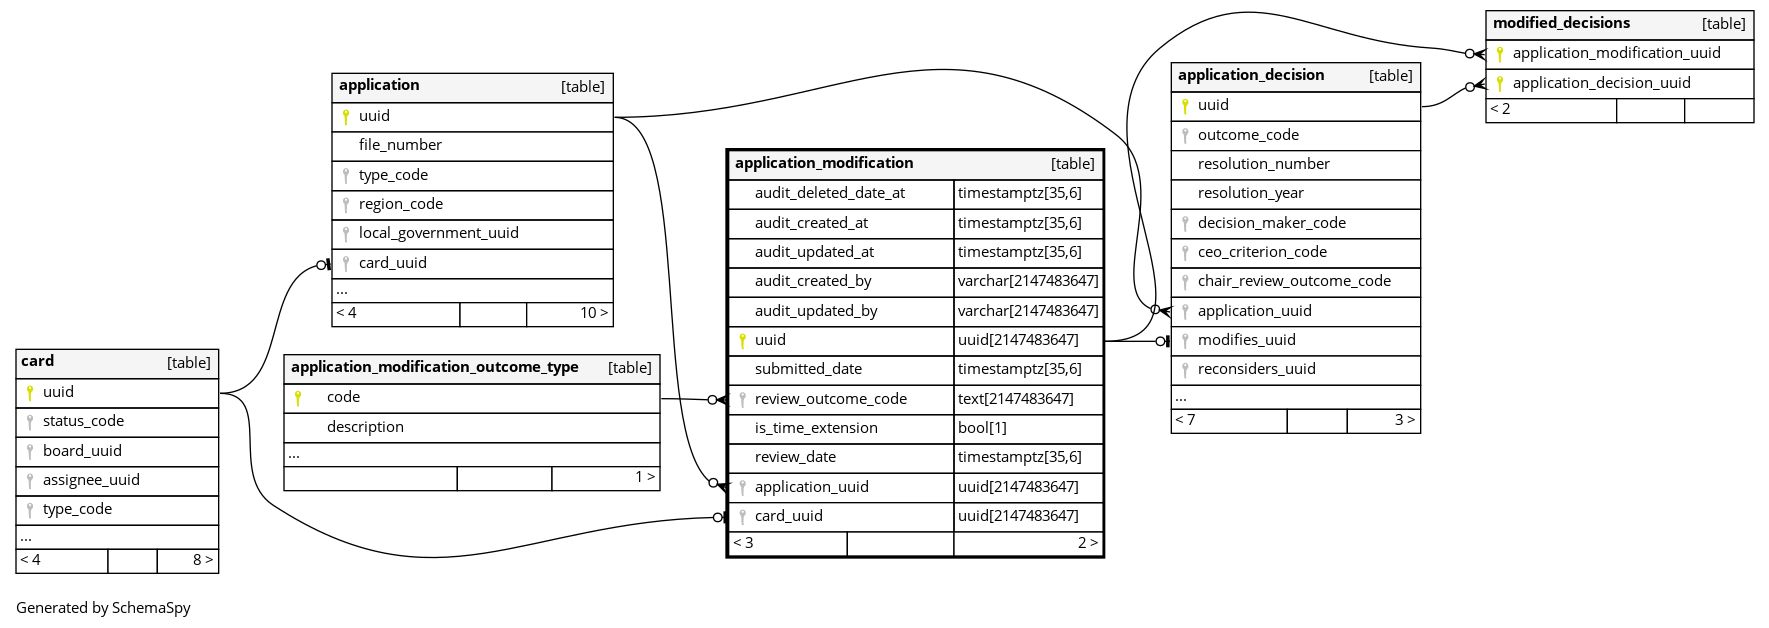 modified_decisions [table]
application_modification_uuid
application_decision_uuid
< 2
application [table]
uuid
file_number
type_code
region_code
local_government_uuid
card_uuid
...
< 4 10 >
application_decision [table]
uuid
outcome_code
resolution_number
resolution_year
decision_maker_code
ceo_criterion_code
chair_review_outcome_code
application_uuid
modifies_uuid
reconsiders_uuid
...
< 7 3 >
application_modification [table]
audit_deleted_date_at timestamptz[35,6]
audit_created_at timestamptz[35,6]
audit_updated_at timestamptz[35,6]
audit_created_by varchar[2147483647]
audit_updated_by varchar[2147483647]
uuid uuid[2147483647]
submitted_date timestamptz[35,6]
review_outcome_code text[2147483647]
is_time_extension bool[1]
review_date timestamptz[35,6]
application_uuid uuid[2147483647]
card_uuid uuid[2147483647]
< 3 2 >
card [table]
uuid
status_code
board_uuid
assignee_uuid
type_code
...
< 4 8 >
application_modification_outcome_type [table]
code
description
...
1 >
Generated by SchemaSpy